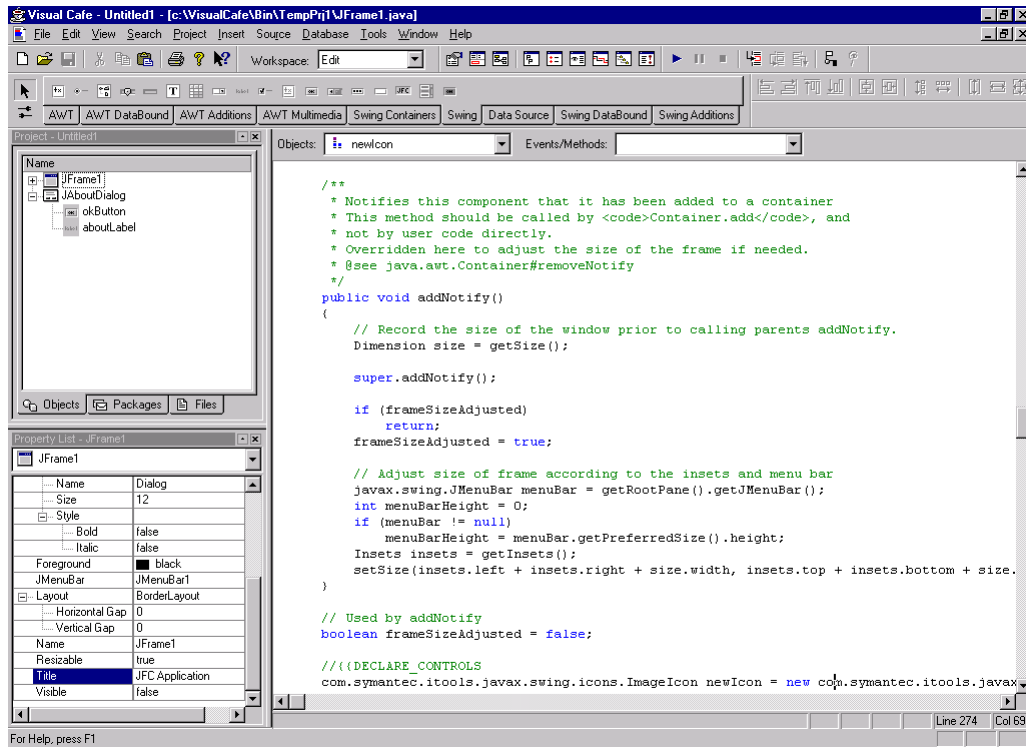 Visual Cafe - Untitled1 - [c:\VisualCafe\Bin\TempPrj1\JFrame1.java]
File Edit View Search Project Insert Source Database Tools Window Help
Workspace: Edit
AWT AWT DataBound AWT Additions AWT Multimedia Swing Containers Swing Data Source Swing DataBound Swing Additions
Project - Untitled1
Name
JFrame1
JAboutDialog
okButton
aboutLabel
Objects Packages Files
Property List - JFrame1
JFrame1
Name Dialog
Size 12
Style
Bold false
Italic false
Foreground black
JMenuBar JMenuBar1
Layout BorderLayout
Horizontal Gap 0
Vertical Gap 0
Name JFrame1
Resizable true
Title JFC Application
Visible false
Objects: newIcon Events/Methods:
/**
* Notifies this component that it has been added to a container
* This method should be called by <code>Container.add</code>, and
* not by user code directly.
* Overridden here to adjust the size of the frame if needed.
* @see java.awt.Container#removeNotify
*/
public void addNotify()
{
// Record the size of the window prior to calling parents addNotify.
Dimension size = getSize();
super.addNotify();
if (frameSizeAdjusted)
return;
frameSizeAdjusted = true;
// Adjust size of frame according to the insets and menu bar
javax.swing.JMenuBar menuBar = getRootPane().getJMenuBar();
int menuBarHeight = 0;
if (menuBar != null)
menuBarHeight = menuBar.getPreferredSize().height;
Insets insets = getInsets();
setSize(insets.left + insets.right + size.width, insets.top + insets.bottom + size.
}
// Used by addNotify
boolean frameSizeAdjusted = false;
//{{DECLARE_CONTROLS
com.symantec.itools.javax.swing.icons.ImageIcon newIcon = new com.symantec.itools.javax
Line 274 Col 69
For Help, press F1